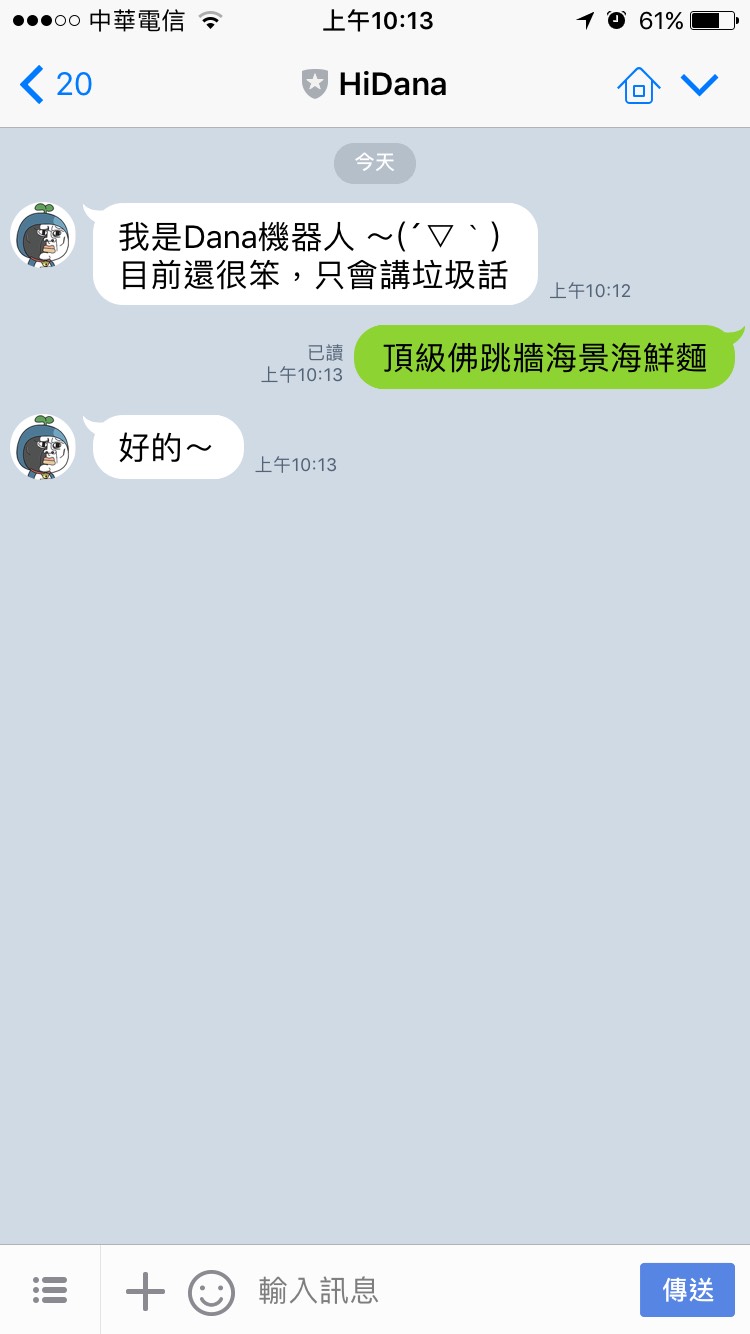 中華電信
上午10:13
61%
20
HiDana
今天
我是Dana機器人 ～(´▽｀)
目前還很笨，只會講垃圾話
上午10:12
已讀
上午10:13
頂級佛跳牆海景海鮮麵
好的～
上午10:13
輸入訊息
傳送